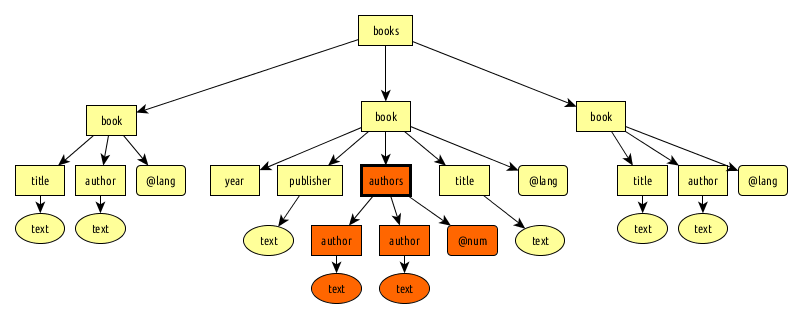 books
book book book
title author @lang year publisher authors title @lang title author @lang
text text text author author @num text text text
text text